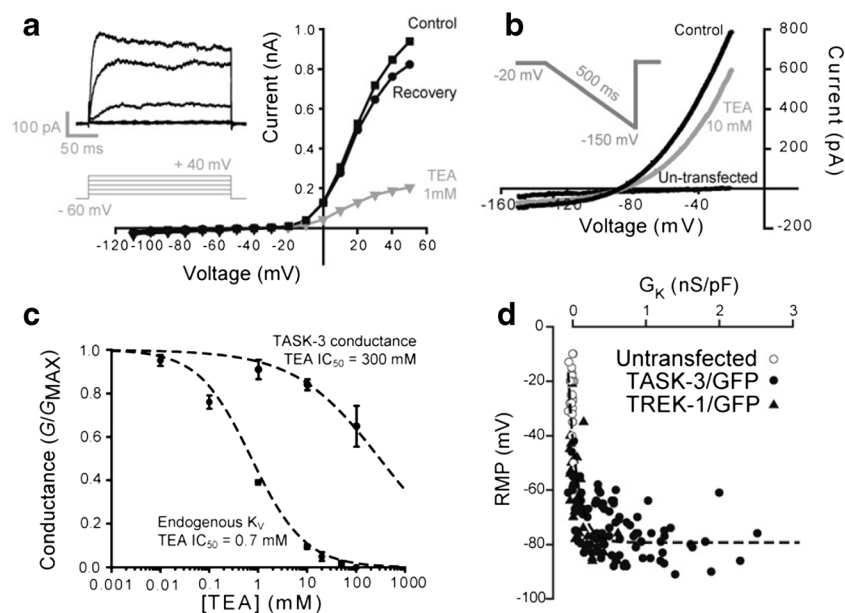 a
100 pA
50 ms
+ 40 mV
- 60 mV
Current (nA)
1.0
0.8
0.6
0.4
0.2
Control
Recovery
TEA
1mM
-120 -100 -80 -60 -40 -20 20 40 60
Voltage (mV)
b
-20 mV
500 ms
-150 mV
Control
TEA
10 mM
Un-transfected
800
600
400
200
-200
Current (pA)
-160 -120 -80 -40
Voltage (mV)
c
Conductance (G/GMAX)
1.0
0.8
0.6
0.4
0.2
0.0
TASK-3 conductance
TEA IC50 = 300 mM
Endogenous KV
TEA IC50 = 0.7 mM
0.001 0.01 0.1 1 10 100 1000
[TEA] (mM)
d
GK (nS/pF)
0 1 2 3
RMP (mV)
0
-20
-40
-60
-80
-100
Untransfected
TASK-3/GFP
TREK-1/GFP